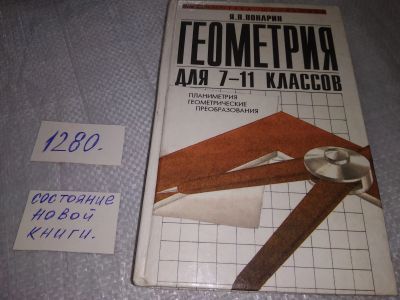 Я.П.ПОНАРИН
ГЕОМЕТРИЯ
ДЛЯ 7–11 КЛАССОВ
ПЛАНИМЕТРИЯ
ГЕОМЕТРИЧЕСКИЕ
ПРЕОБРАЗОВАНИЯ
1280.
состояние
новой
книги.